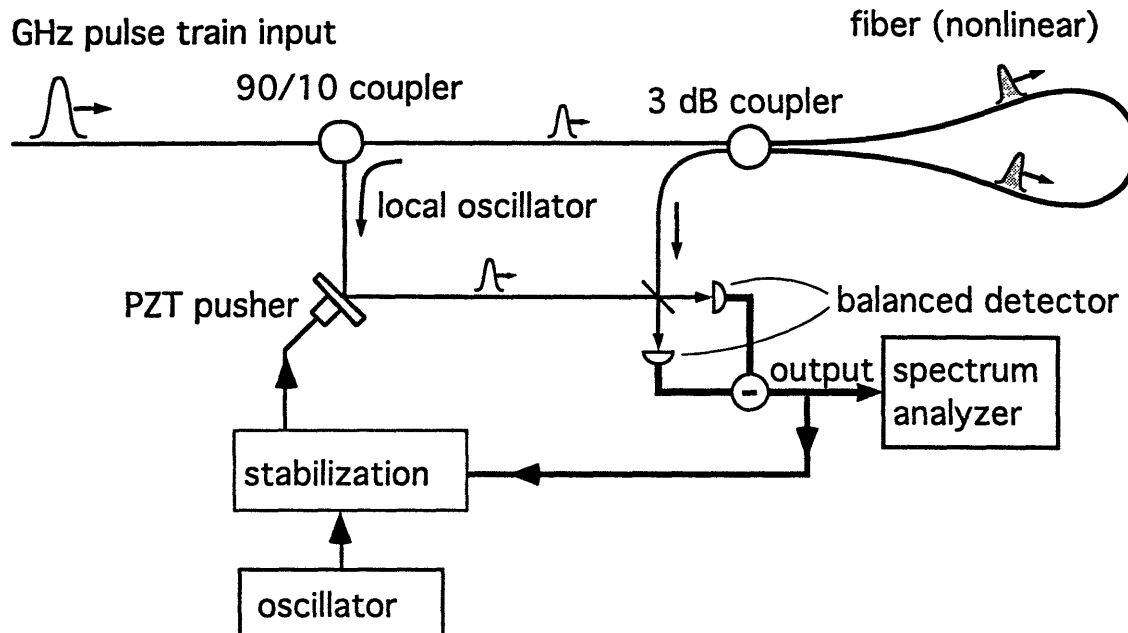 GHz pulse train input
fiber (nonlinear)
90/10 coupler
3 dB coupler
local oscillator
PZT pusher
balanced detector
-
output
spectrum
analyzer
stabilization
oscillator